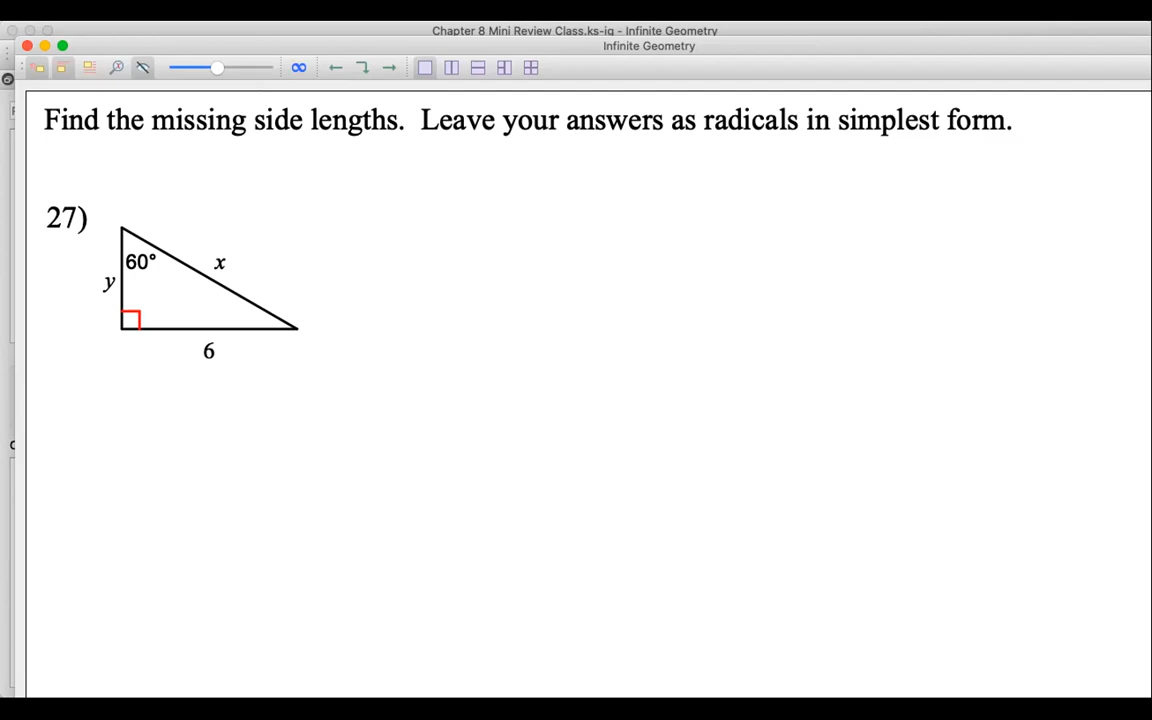 Chapter 8 Mini Review Class.ks-ig - Infinite Geometry
Infinite Geometry
Find the missing side lengths. Leave your answers as radicals in simplest form.
27)
60°
x
y
6